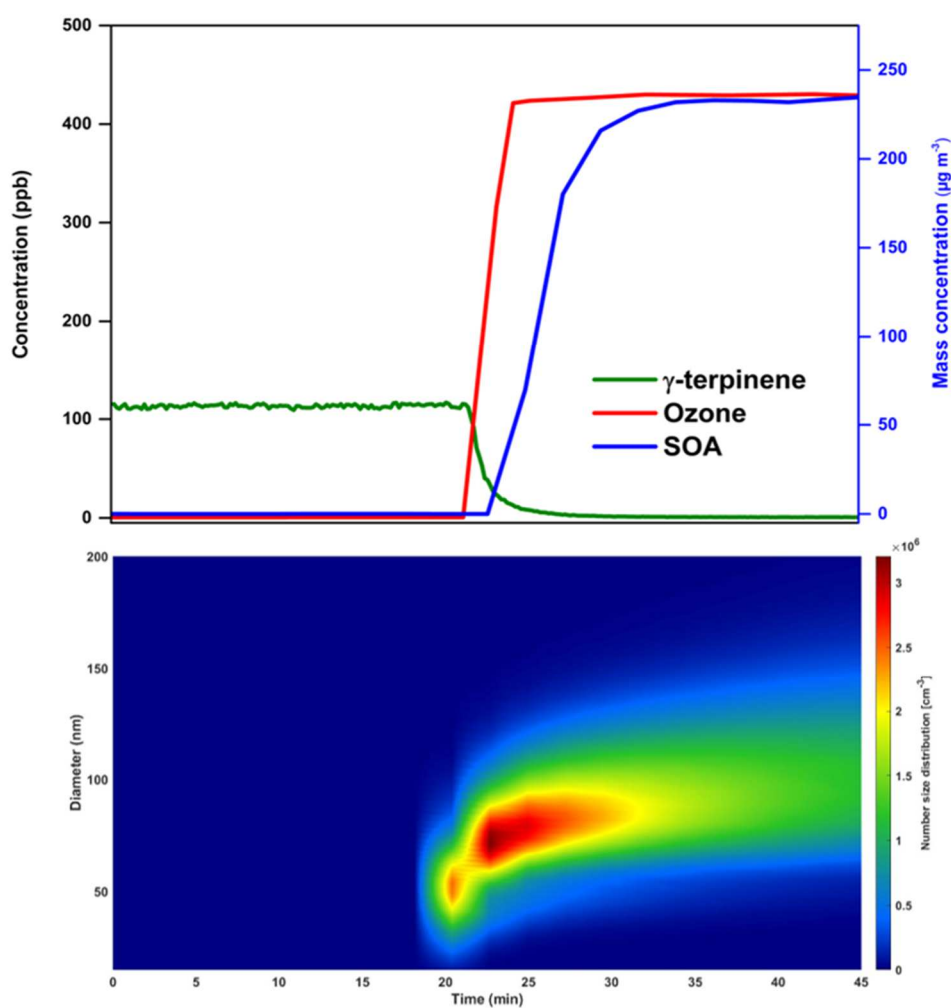 500
400
300
200
100
0
Concentration (ppb)
250
200
150
100
50
0
Mass concentration (µg m⁻³)
γ-terpinene
Ozone
SOA
200
150
100
50
Diameter (nm)
0 5 10 15 20 25 30 35 40 45
Time (min)
×10⁶
3
2.5
2
1.5
1
0.5
0
Number size distribution [cm⁻³]